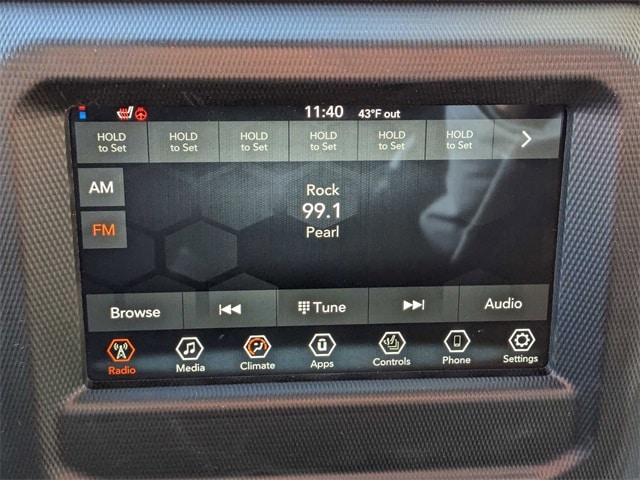 11:40 43°F out
HOLD to Set HOLD to Set HOLD to Set HOLD to Set HOLD to Set HOLD to Set
AM
Rock
99.1
FM
Pearl
Browse Tune Audio
Radio Media Climate Apps Controls Phone Settings